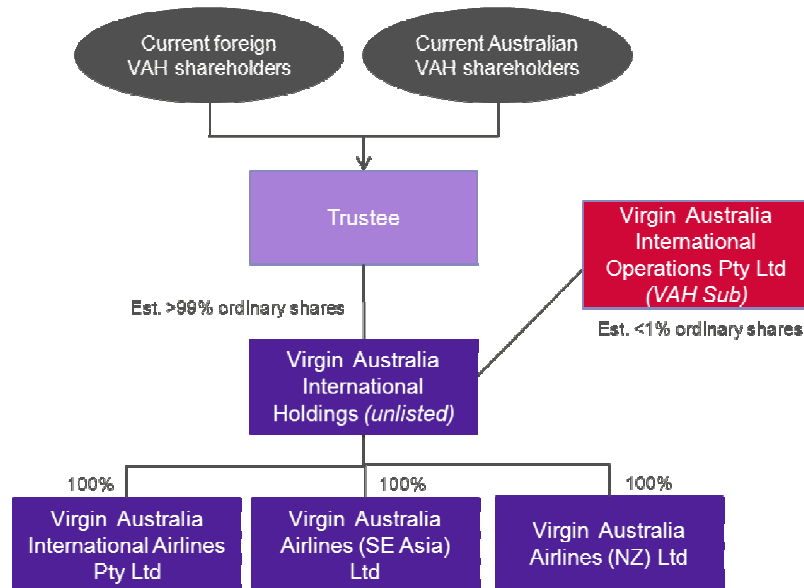 Current foreign
VAH shareholders
Current Australian
VAH shareholders
Trustee
Virgin Australia
International
Operations Pty Ltd
(VAH Sub)
Est. >99% ordinary shares
Est. <1% ordinary shares
Virgin Australia
International
Holdings (unlisted)
100%
100%
100%
Virgin Australia
International Airlines
Pty Ltd
Virgin Australia
Airlines (SE Asia)
Ltd
Virgin Australia
Airlines (NZ) Ltd